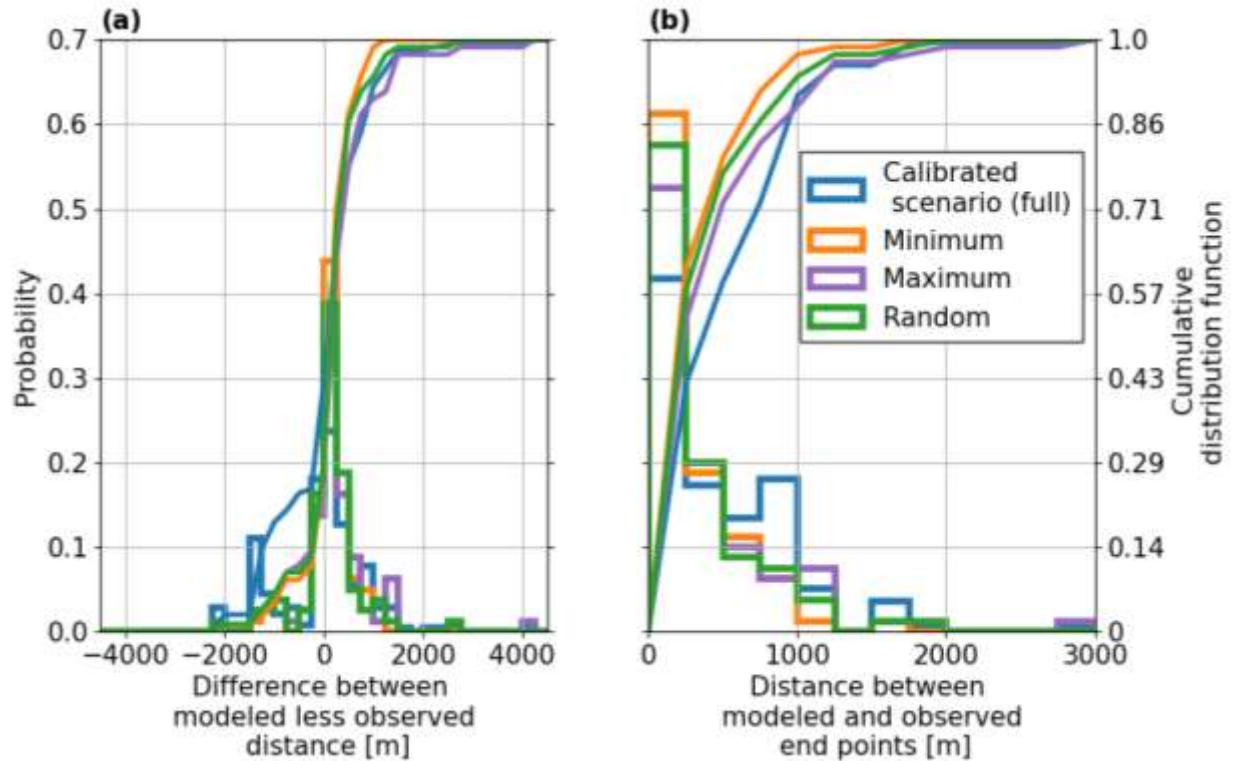 (a)
(b)
0.7
0.6
0.5
0.4
0.3
0.2
0.1
0.0
Probability
−4000 −2000 0 2000 4000
Difference between
modeled less observed
distance [m]
Calibrated
scenario (full)
Minimum
Maximum
Random
0 1000 2000 3000
Distance between
modeled and observed
end points [m]
1.0
0.86
0.71
0.57
0.43
0.29
0.14
0
Cumulative
distribution function